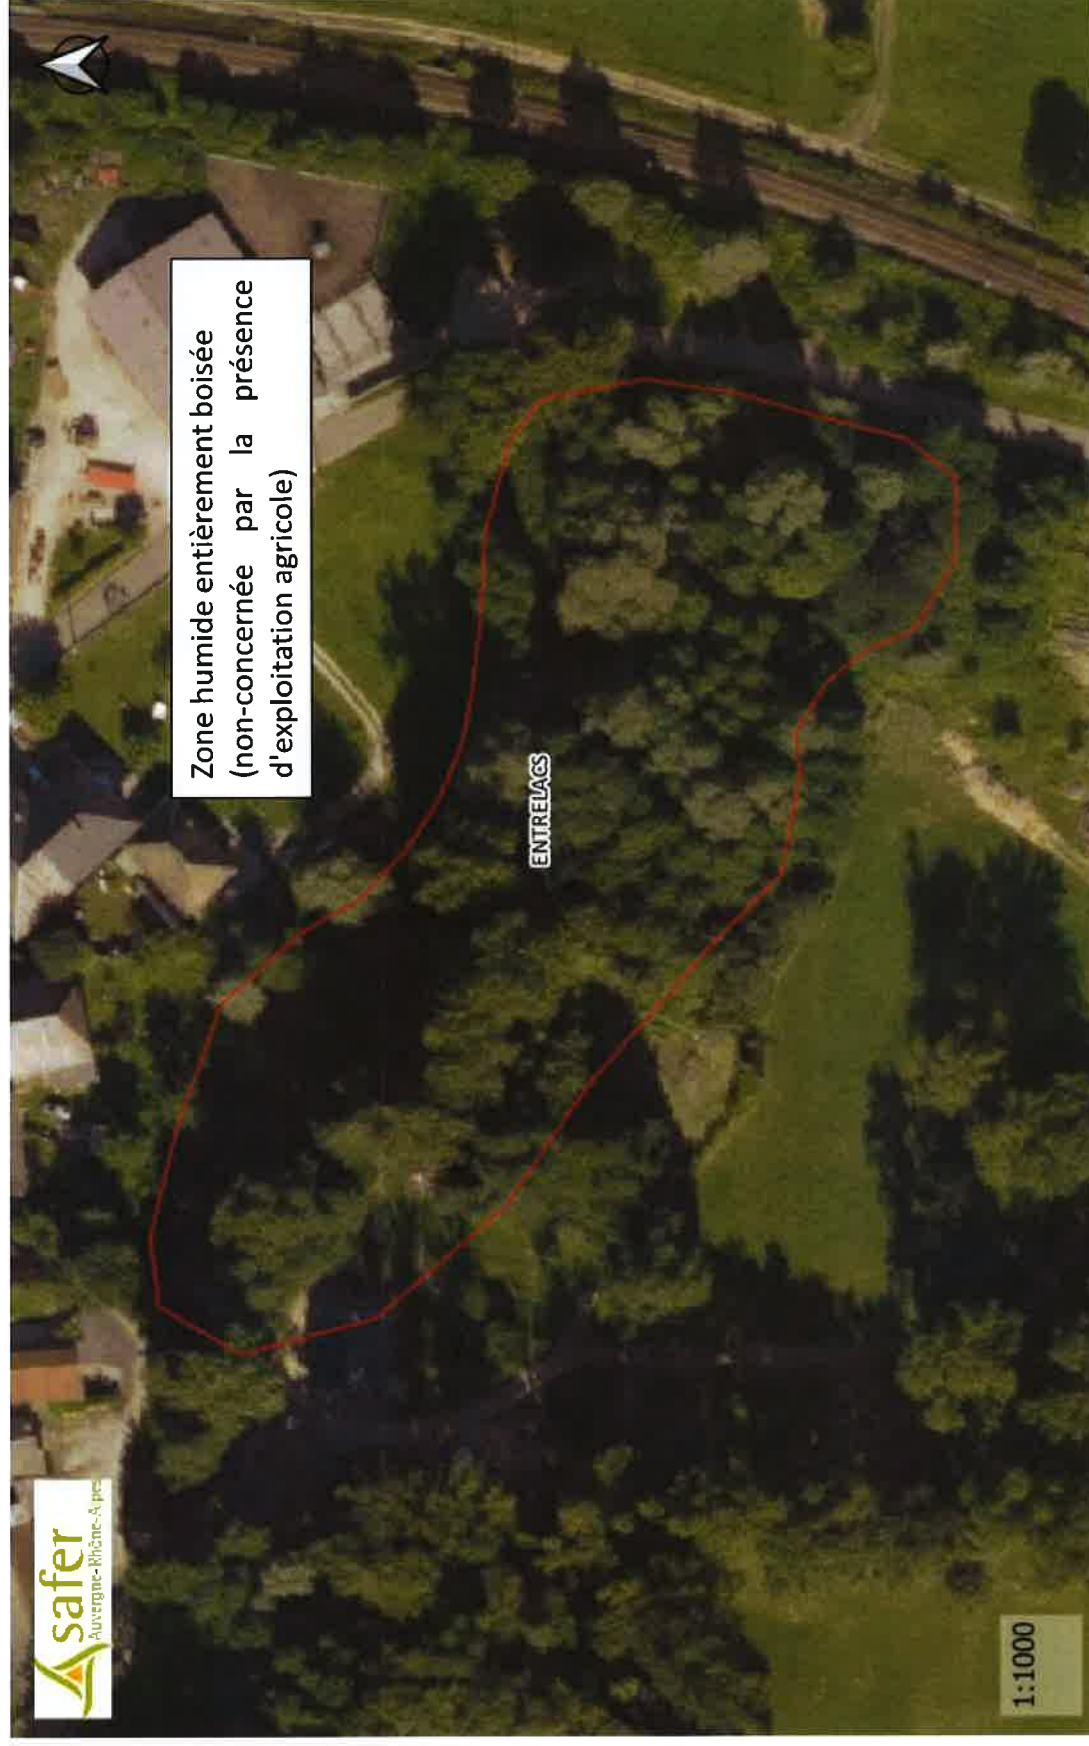 safer
Auvergne-Rhône-Alpes
Zone humide entièrement boisée
(non-concernée par la présence
d'exploitation agricole)
ENTRELACS
1:1000